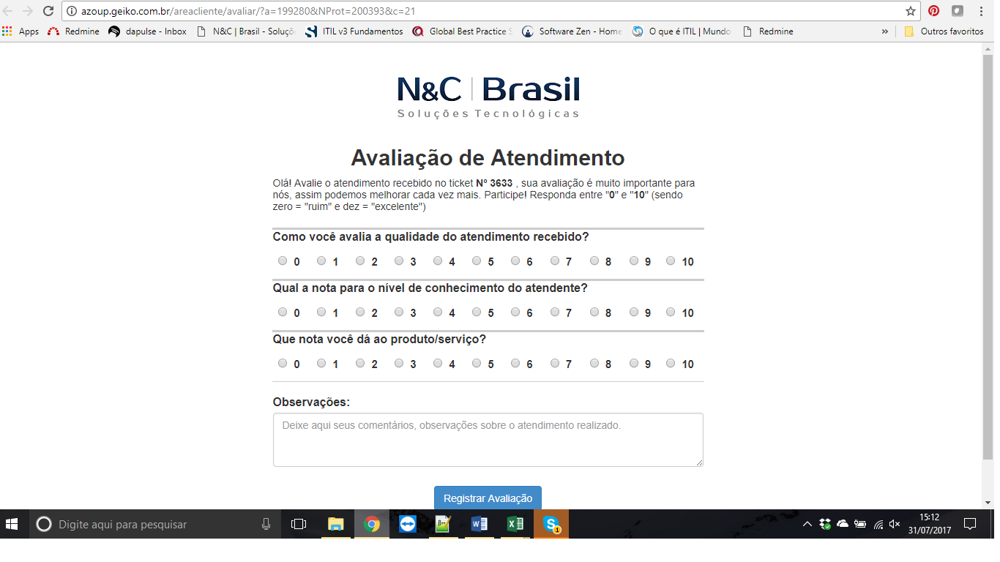 azoup.geiko.com.br/areacliente/avaliar/?a=199280&NProt=200393&c=21
Apps Redmine dapulse - Inbox N&C | Brasil - Soluçõ ITIL v3 Fundamentos Global Best Practice S Software Zen - Home O que é ITIL | Mundo Redmine » Outros favoritos
N&C | Brasil
Soluções Tecnológicas
Avaliação de Atendimento
Olá! Avalie o atendimento recebido no ticket Nº 3633 , sua avaliação é muito importante para
nós, assim podemos melhorar cada vez mais. Participe! Responda entre "0" e "10" (sendo
zero = "ruim" e dez = "excelente")
Como você avalia a qualidade do atendimento recebido?
0 1 2 3 4 5 6 7 8 9 10
Qual a nota para o nível de conhecimento do atendente?
0 1 2 3 4 5 6 7 8 9 10
Que nota você dá ao produto/serviço?
0 1 2 3 4 5 6 7 8 9 10
Observações:
Deixe aqui seus comentários, observações sobre o atendimento realizado.
Registrar Avaliação
Digite aqui para pesquisar
1
15:12
31/07/2017